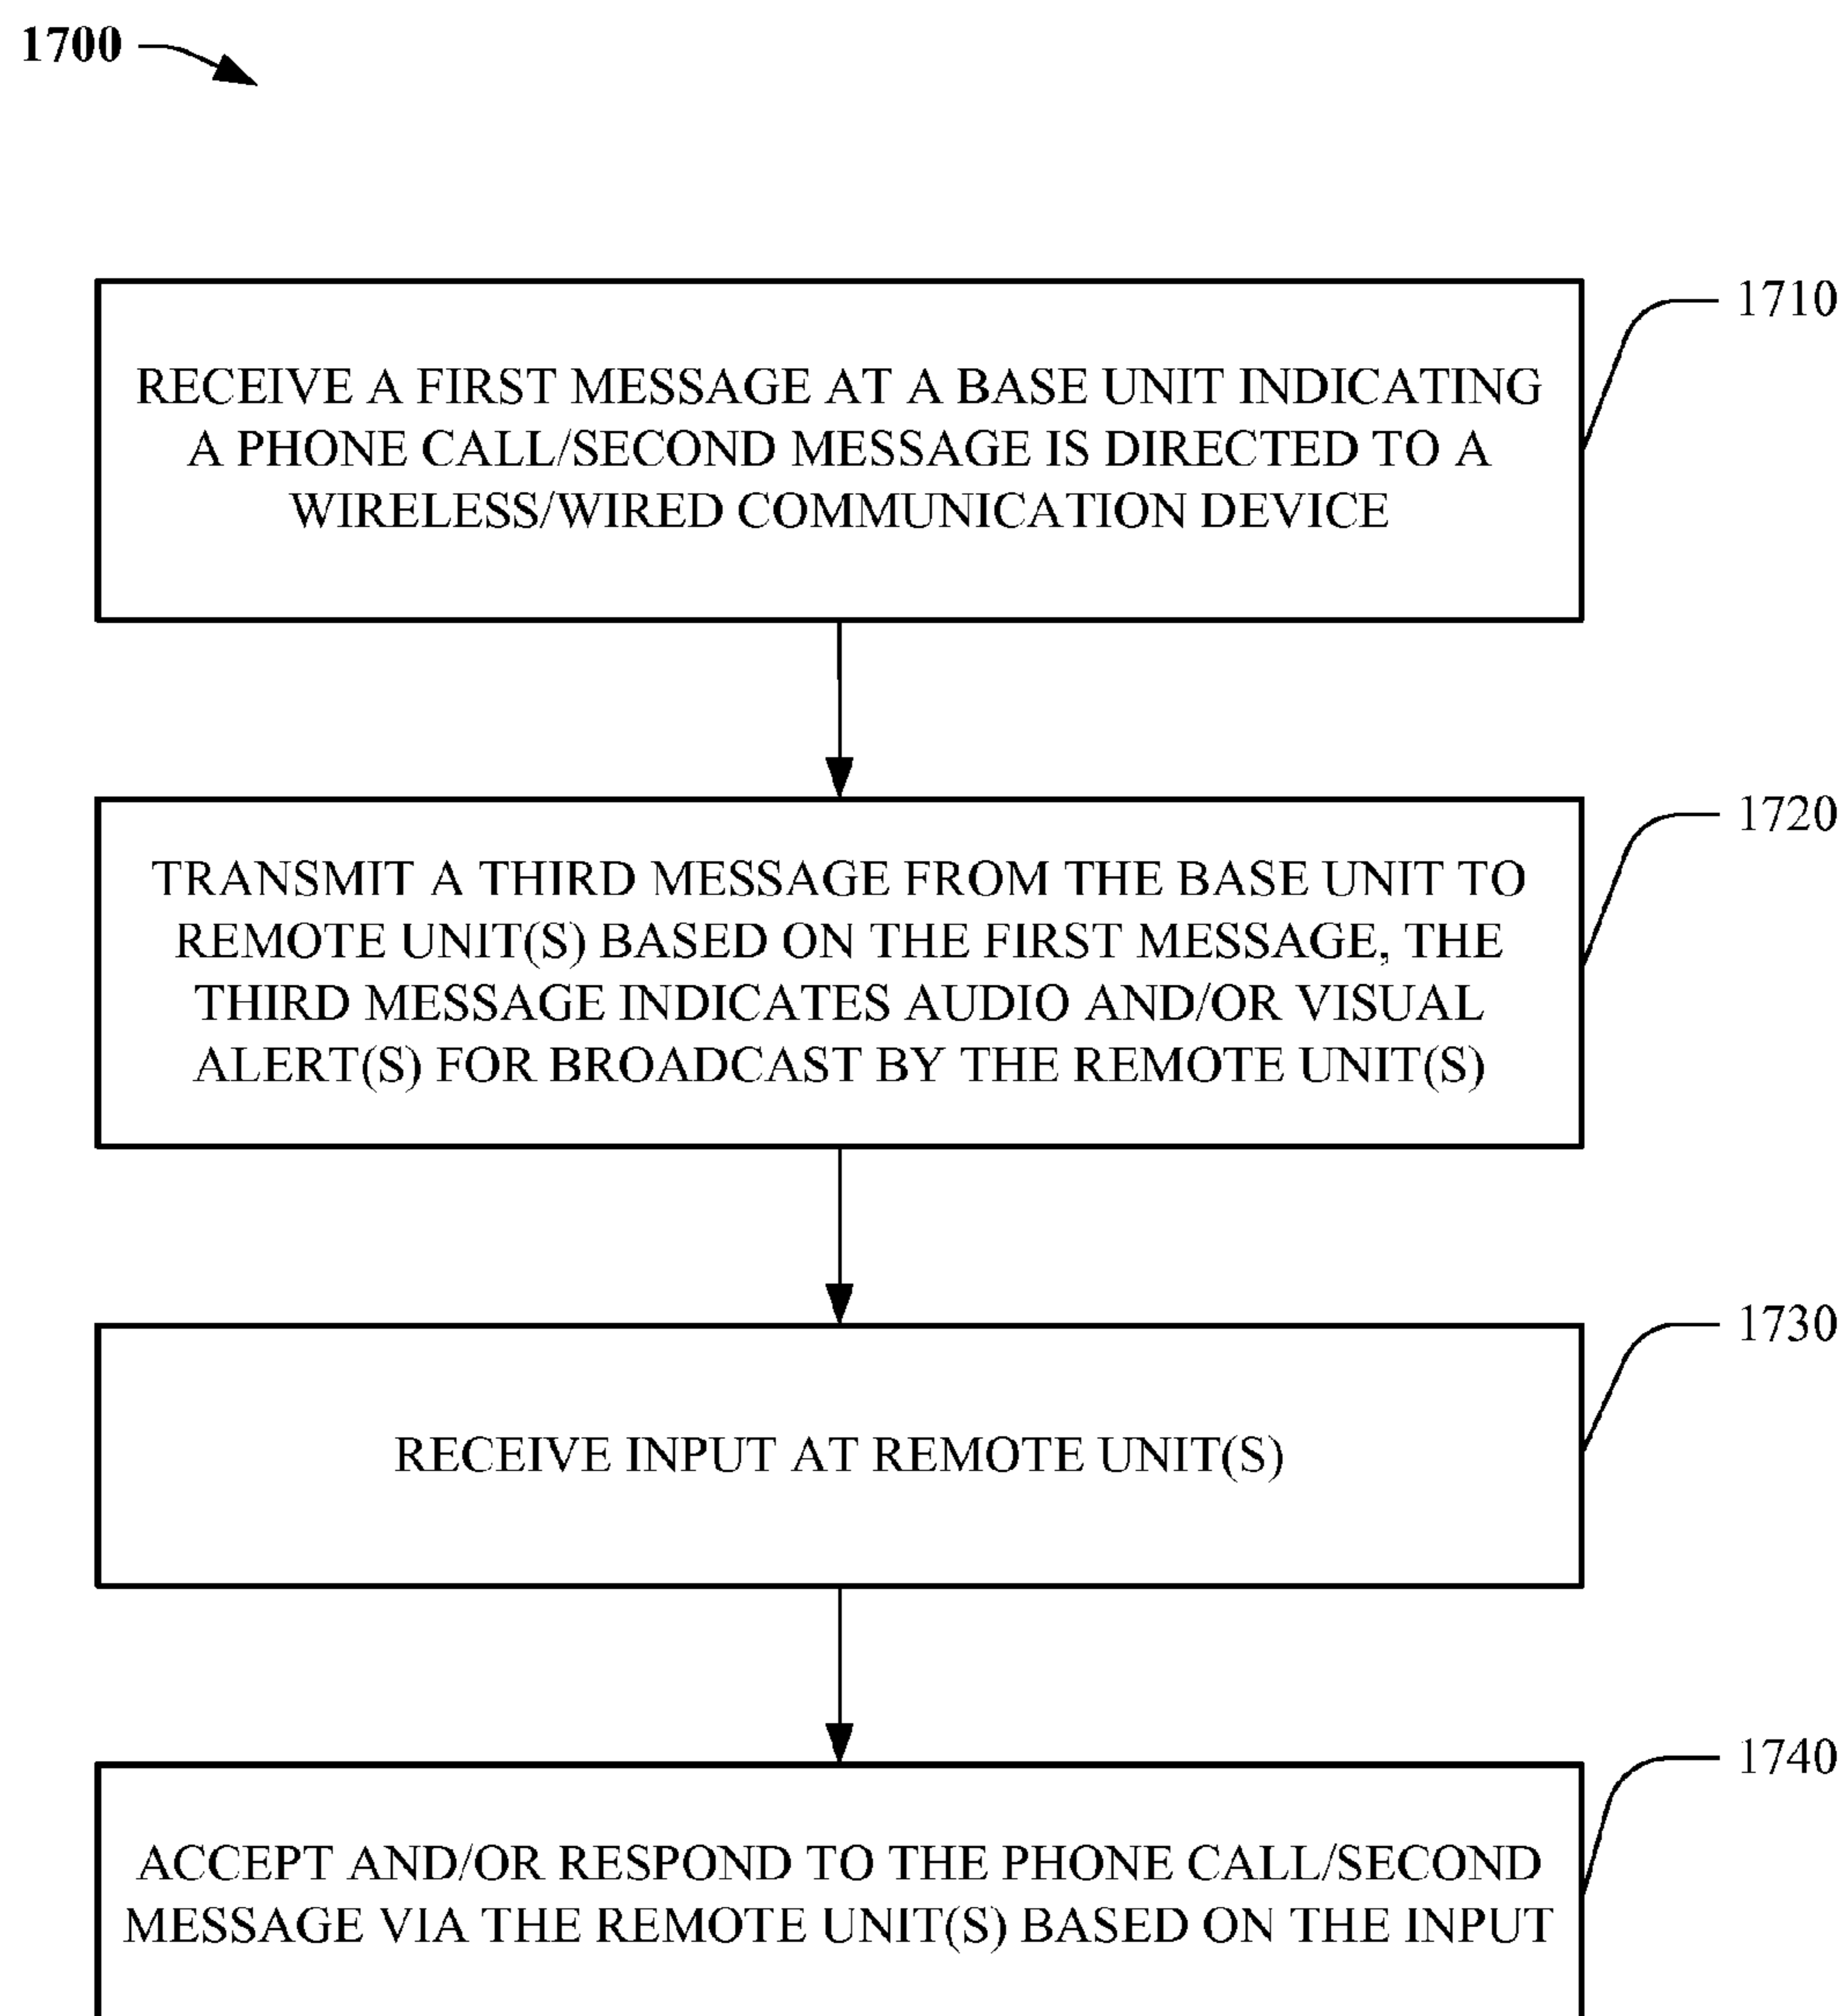 1700
1710
RECEIVE A FIRST MESSAGE AT A BASE UNIT INDICATING
A PHONE CALL/SECOND MESSAGE IS DIRECTED TO A
WIRELESS/WIRED COMMUNICATION DEVICE
1720
TRANSMIT A THIRD MESSAGE FROM THE BASE UNIT TO
REMOTE UNIT(S) BASED ON THE FIRST MESSAGE, THE
THIRD MESSAGE INDICATES AUDIO AND/OR VISUAL
ALERT(S) FOR BROADCAST BY THE REMOTE UNIT(S)
1730
RECEIVE INPUT AT REMOTE UNIT(S)
1740
ACCEPT AND/OR RESPOND TO THE PHONE CALL/SECOND
MESSAGE VIA THE REMOTE UNIT(S) BASED ON THE INPUT